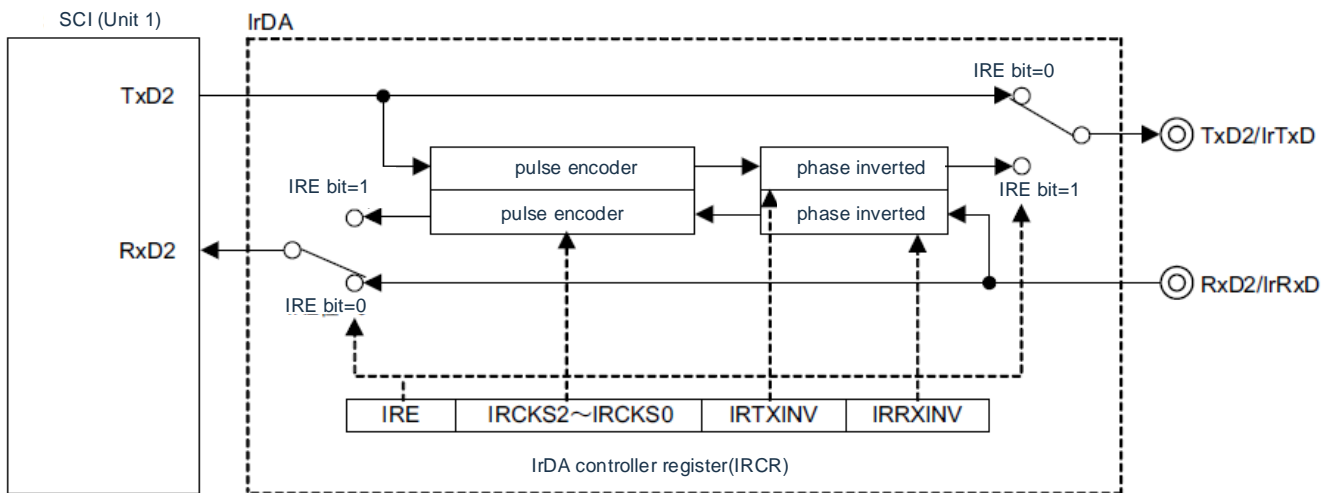 SCI (Unit 1)
IrDA
IRE bit=0
TxD2
TxD2/IrTxD
pulse encoder
phase inverted
IRE bit=1
IRE bit=1
pulse encoder
phase inverted
RxD2
RxD2/IrRxD
IRE bit=0
IRE
IRCKS2～IRCKS0
IRTXINV
IRRXINV
IrDA controller register(IRCR)